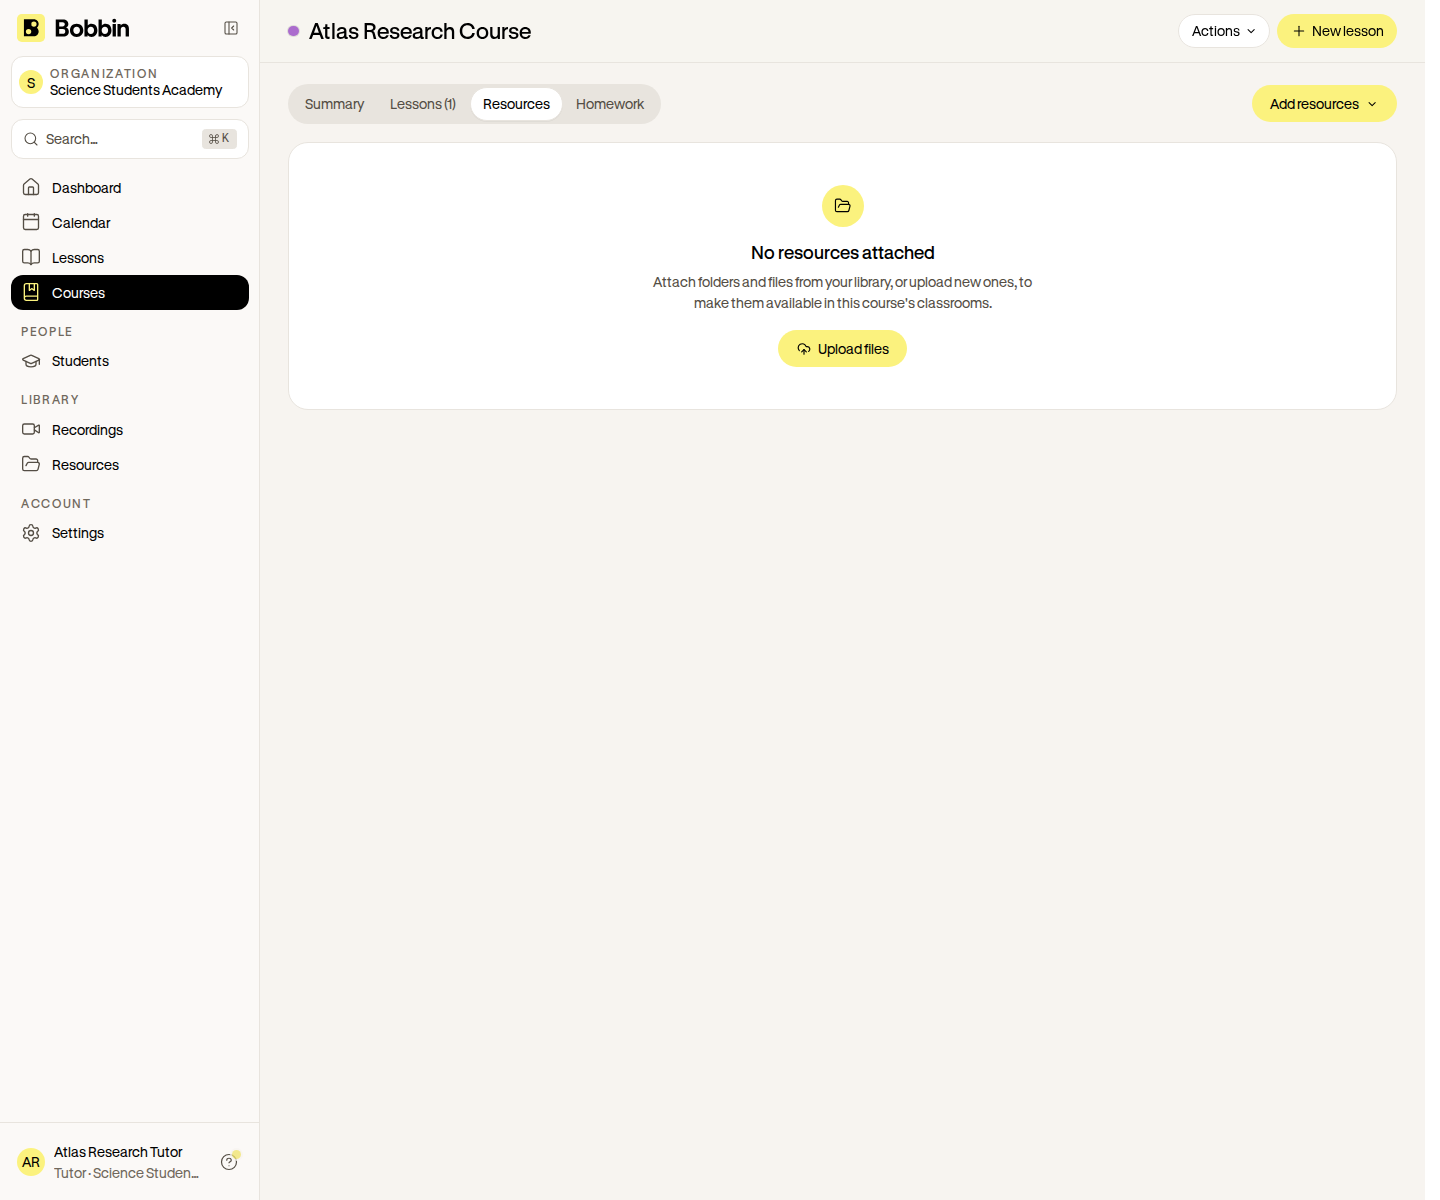 Bobbin
S
ORGANIZATION
Science Students Academy
Search...
⌘ K
Dashboard
Calendar
Lessons
Courses
PEOPLE
Students
LIBRARY
Recordings
Resources
ACCOUNT
Settings
AR
Atlas Research Tutor
Tutor · Science Studen...
Atlas Research Course
Actions
New lesson
Summary
Lessons (1)
Resources
Homework
Add resources
No resources attached
Attach folders and files from your library, or upload new ones, to
make them available in this course's classrooms.
Upload files